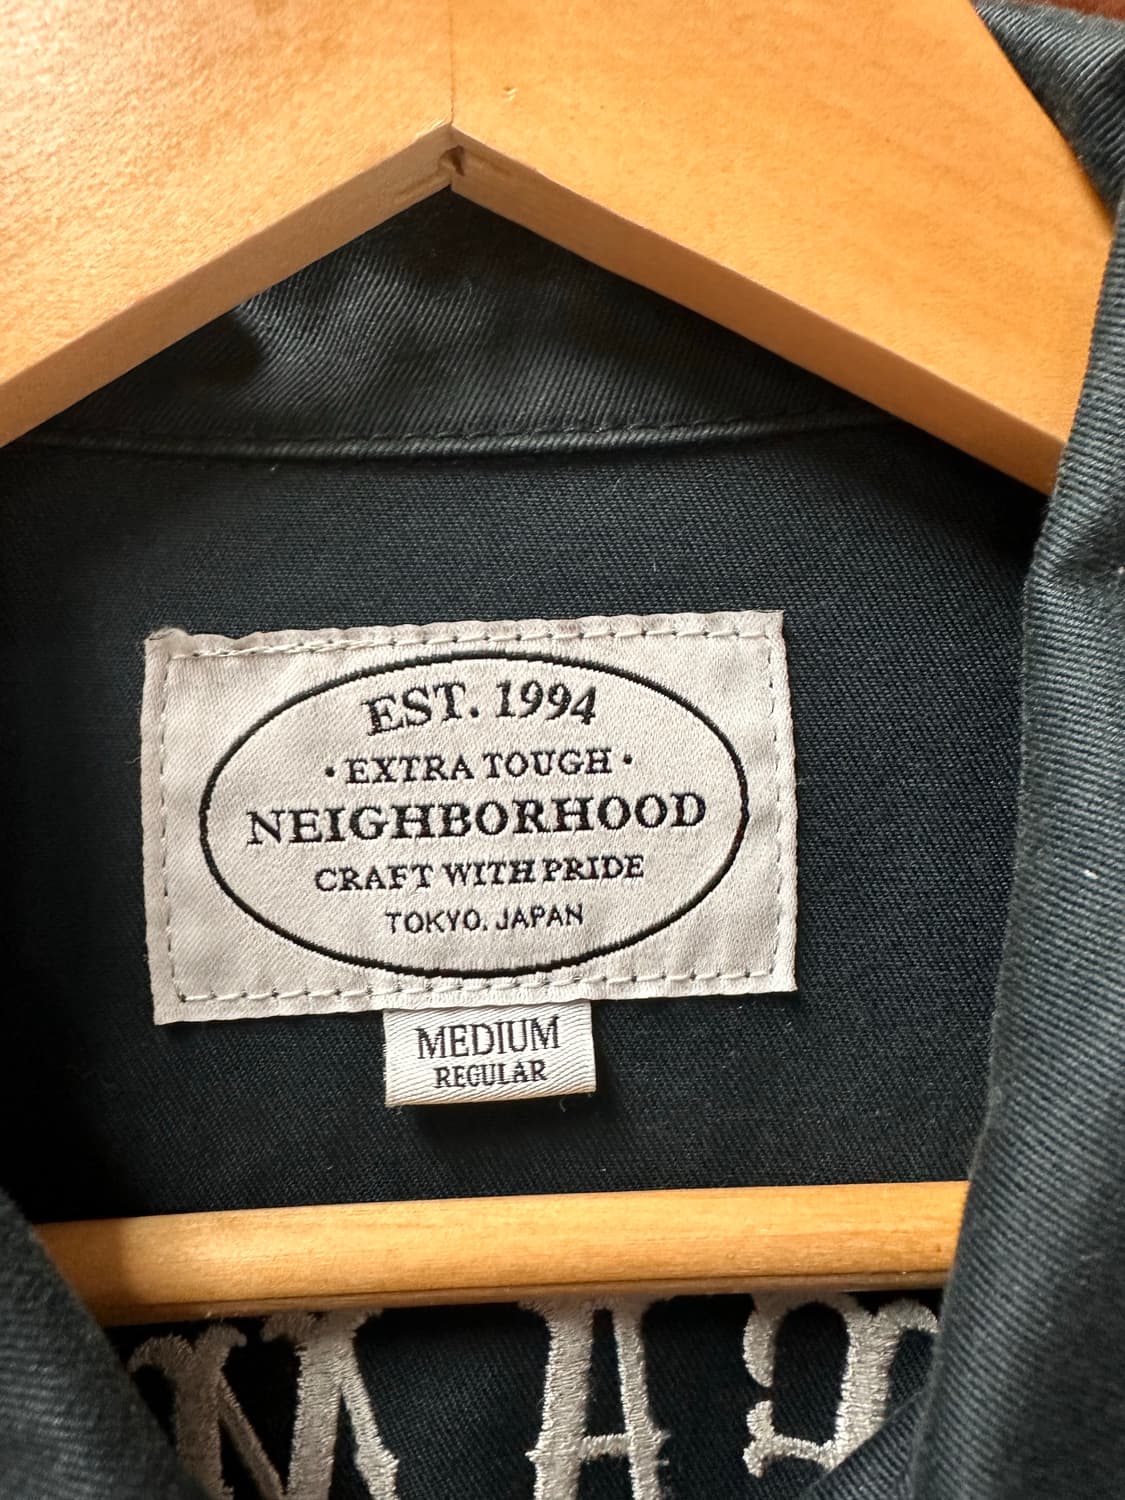 EST. 1994
· EXTRA TOUGH ·
NEIGHBORHOOD
CRAFT WITH PRIDE
TOKYO, JAPAN
MEDIUM
REGULAR